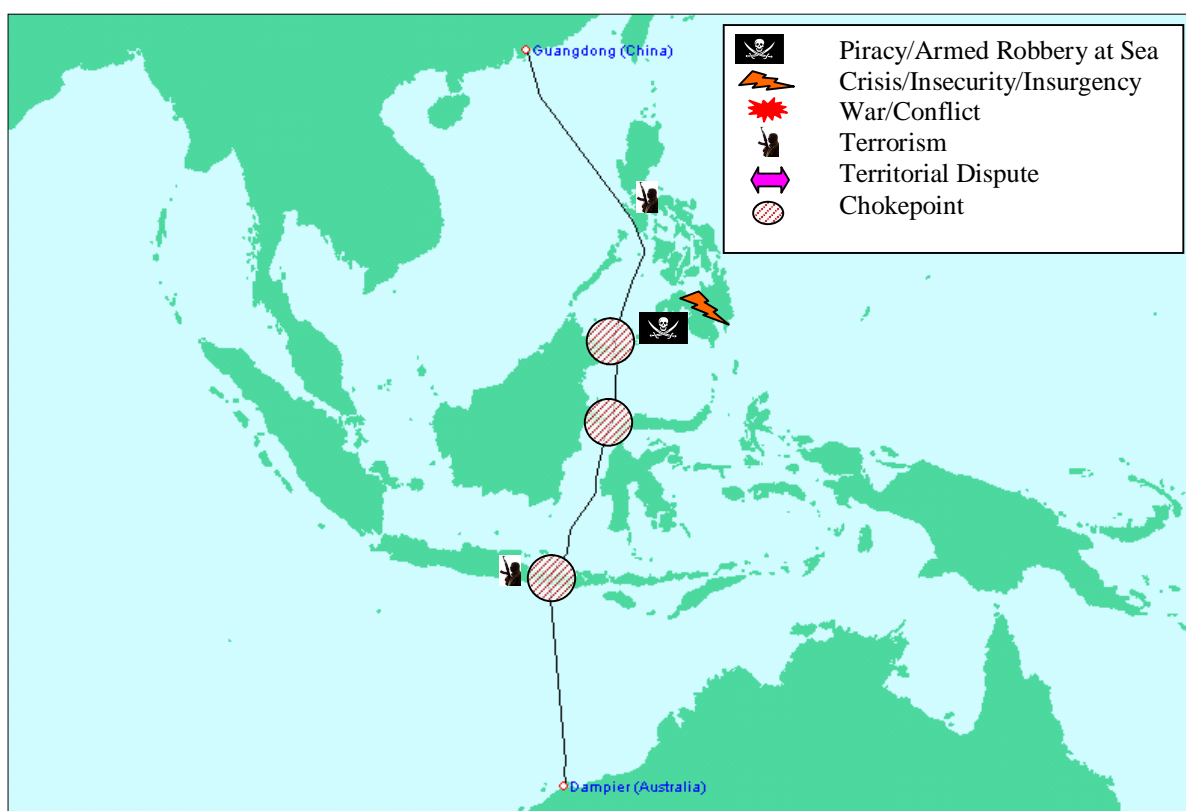 Guangdong (China)
Piracy/Armed Robbery at Sea
Crisis/Insecurity/Insurgency
War/Conflict
Terrorism
Territorial Dispute
Chokepoint
Dampier (Australia)